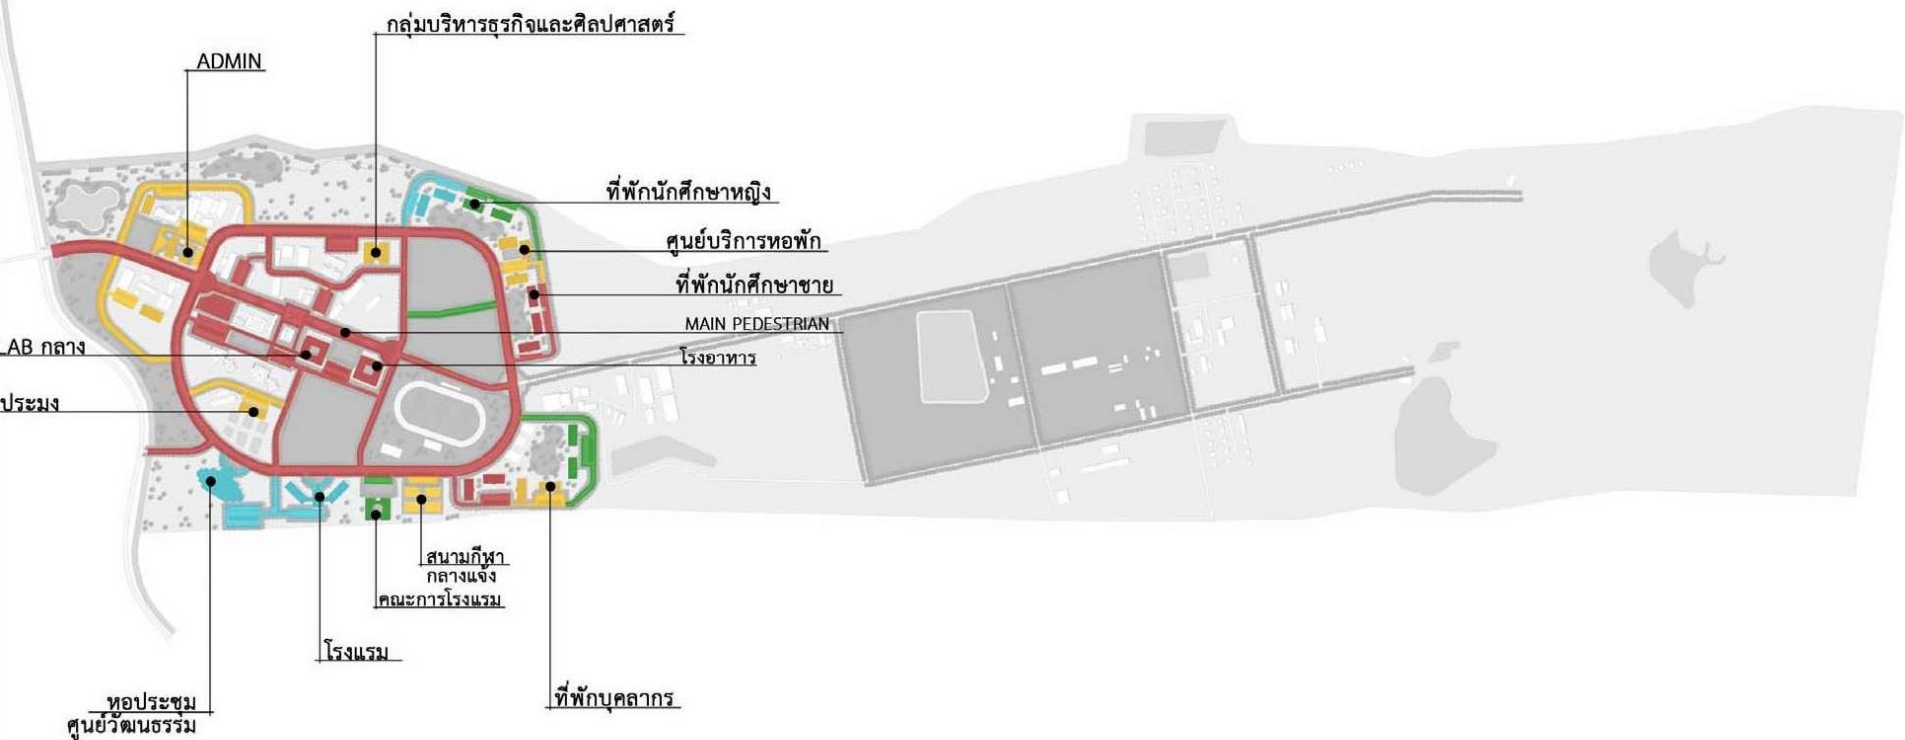 กลุ่มบริหารธุรกิจและศิลปศาสตร์
ADMIN
ที่พักนักศึกษาหญิง
ศูนย์บริการหอพัก
ที่พักนักศึกษาชาย
MAIN PEDESTRIAN
LAB กลาง
โรงอาหาร
ประมง
สนามกีฬา
กลางแจ้ง
คณะการโรงแรม
โรงแรม
หอประชุม
ศูนย์วัฒนธรรม
ที่พักบุคลากร